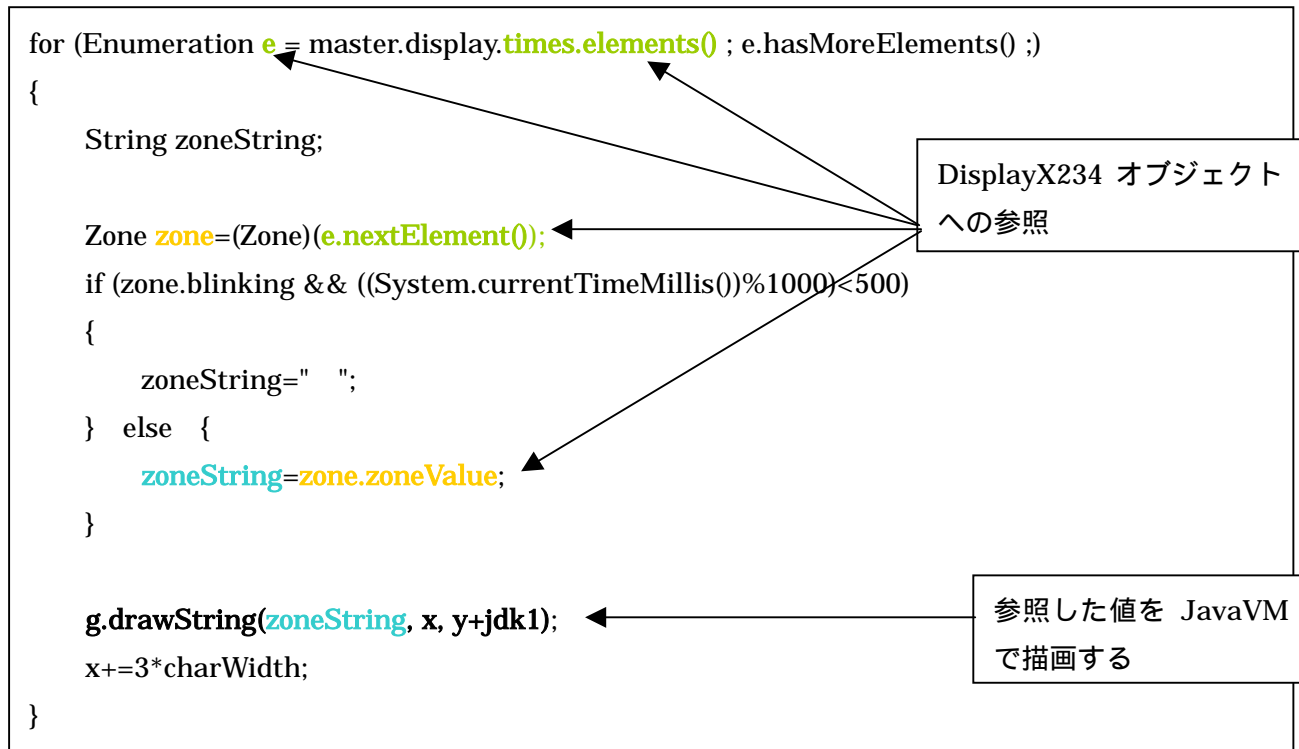 for (Enumeration e = master.display.times.elements() ; e.hasMoreElements() ;)
{
String zoneString;
DisplayX234 オブジェクト
への参照
Zone zone=(Zone)(e.nextElement());
if (zone.blinking && ((System.currentTimeMillis())%1000)<500)
{
zoneString="   ";
}   else   {
zoneString=zone.zoneValue;
}
g.drawString(zoneString, x, y+jdk1);
参照した値を JavaVM
で描画する
x+=3*charWidth;
}